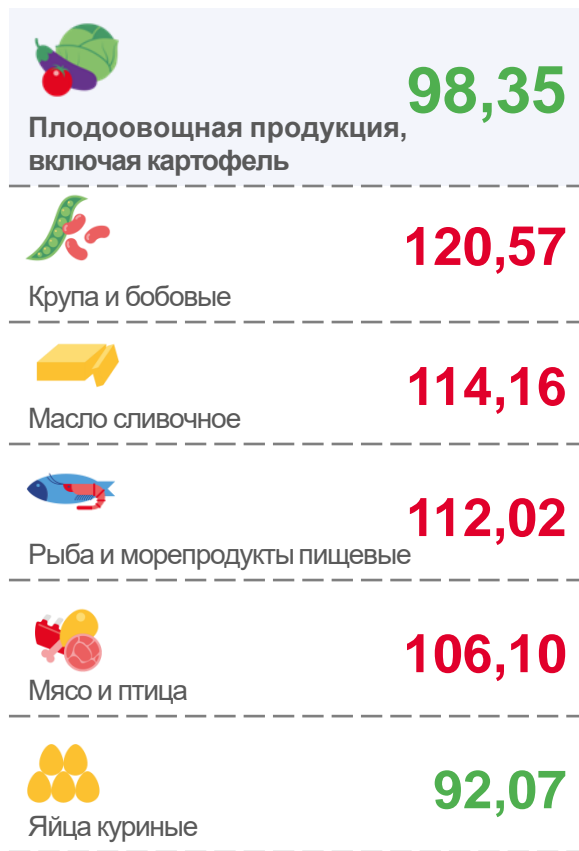 98,35
Плодоовощная продукция,
включая картофель
120,57
Крупа и бобовые
114,16
Масло сливочное
112,02
Рыба и морепродукты пищевые
106,10
Мясо и птица
92,07
Яйца куриные